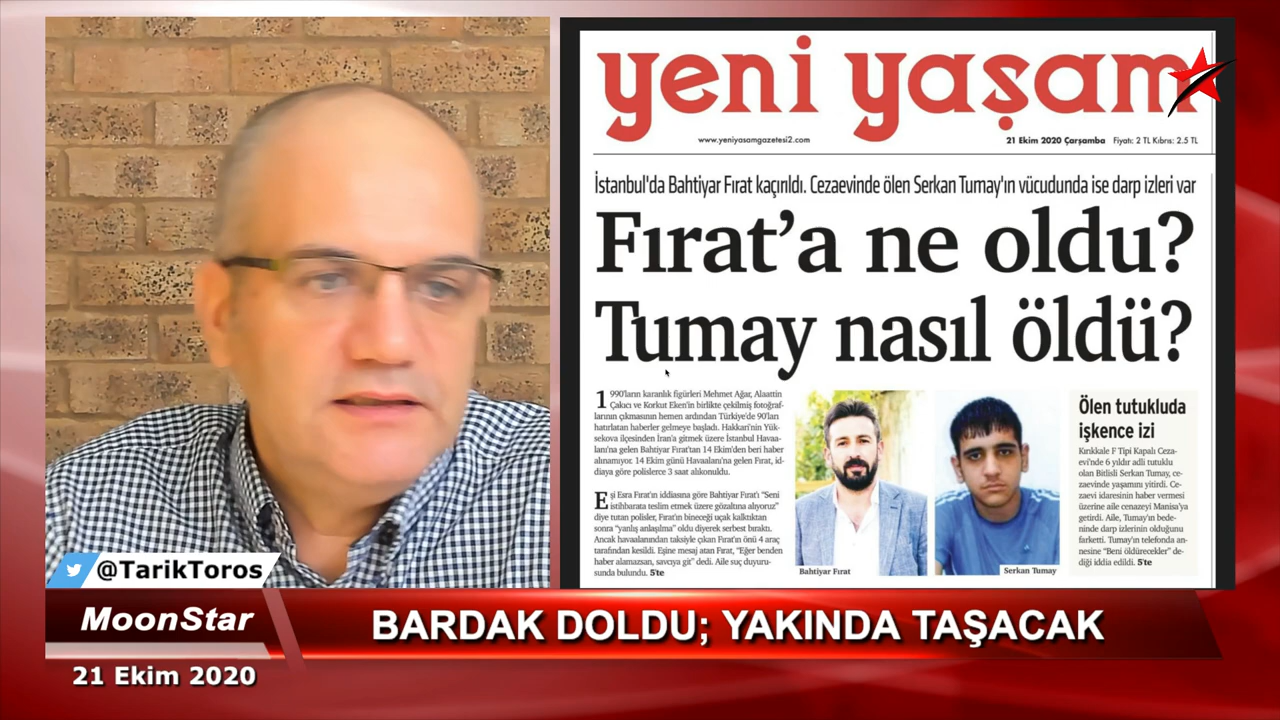 yeni yaşam
www.yeniyasamgazetesi2.com
21 Ekim 2020 Çarşamba Fiyatı: 2 TL Kıbrıs: 2.5 TL
İstanbul'da Bahtiyar Fırat kaçırıldı. Cezaevinde ölen Serkan Tumay'ın vücudunda ise darp izleri var
Fırat'a ne oldu?
Tumay nasıl öldü?
1990'ların karanlık figürleri Mehmet Ağar, Alaattin
Çakıcı ve Korkut Eken'in birlikte çekilmiş fotoğraf-
larının çıkmasının hemen ardından Türkiye'de 90'ları
hatırlatan haberler gelmeye başladı. Hakkari'nin Yük-
sekova ilçesinden İran'a gitmek üzere İstanbul Havaa-
lanı'na gelen Bahtiyar Fırat'tan 14 Ekim'den beri haber
alınamıyor. 14 Ekim günü Havaalanı'na gelen Fırat, id-
diaya göre polislerce 3 saat alıkonuldu.
Eşi Esra Fırat'ın iddiasına göre Bahtiyar Fırat'ı "Seni
istihbarata teslim etmek üzere gözaltına alıyoruz"
diye tutan polisler, Fırat'ın bineceği uçak kalktıktan
sonra "yanlış anlaşılma" oldu diyerek serbest bıraktı.
Ancak havaalanından taksiyle çıkan Fırat'ın önü 4 araç
tarafından kesildi. Eşine mesaj atan Fırat, "Eğer benden
haber alamazsan, savcıya git" dedi. Aile suç duyuru-
sunda bulundu. 5'te
Bahtiyar Fırat
Serkan Tumay
Ölen tutukluda
işkence izi
Kırıkkale F Tipi Kapalı Ceza-
evi'nde 6 yıldır adli tutuklu
olan Bitlisli Serkan Tumay, ce-
zaevinde yaşamını yitirdi. Ce-
zaevi idaresinin haber vermesi
üzerine aile cenazeyi Manisa'ya
getirdi. Aile, Tumay'ın bede-
ninde darp izlerinin olduğunu
farketti. Tumay'ın telefonda an-
nesine "Beni öldürecekler" de-
diği iddia edildi. 5'te
@TarikToros
MoonStar
BARDAK DOLDU; YAKINDA TAŞACAK
21 Ekim 2020